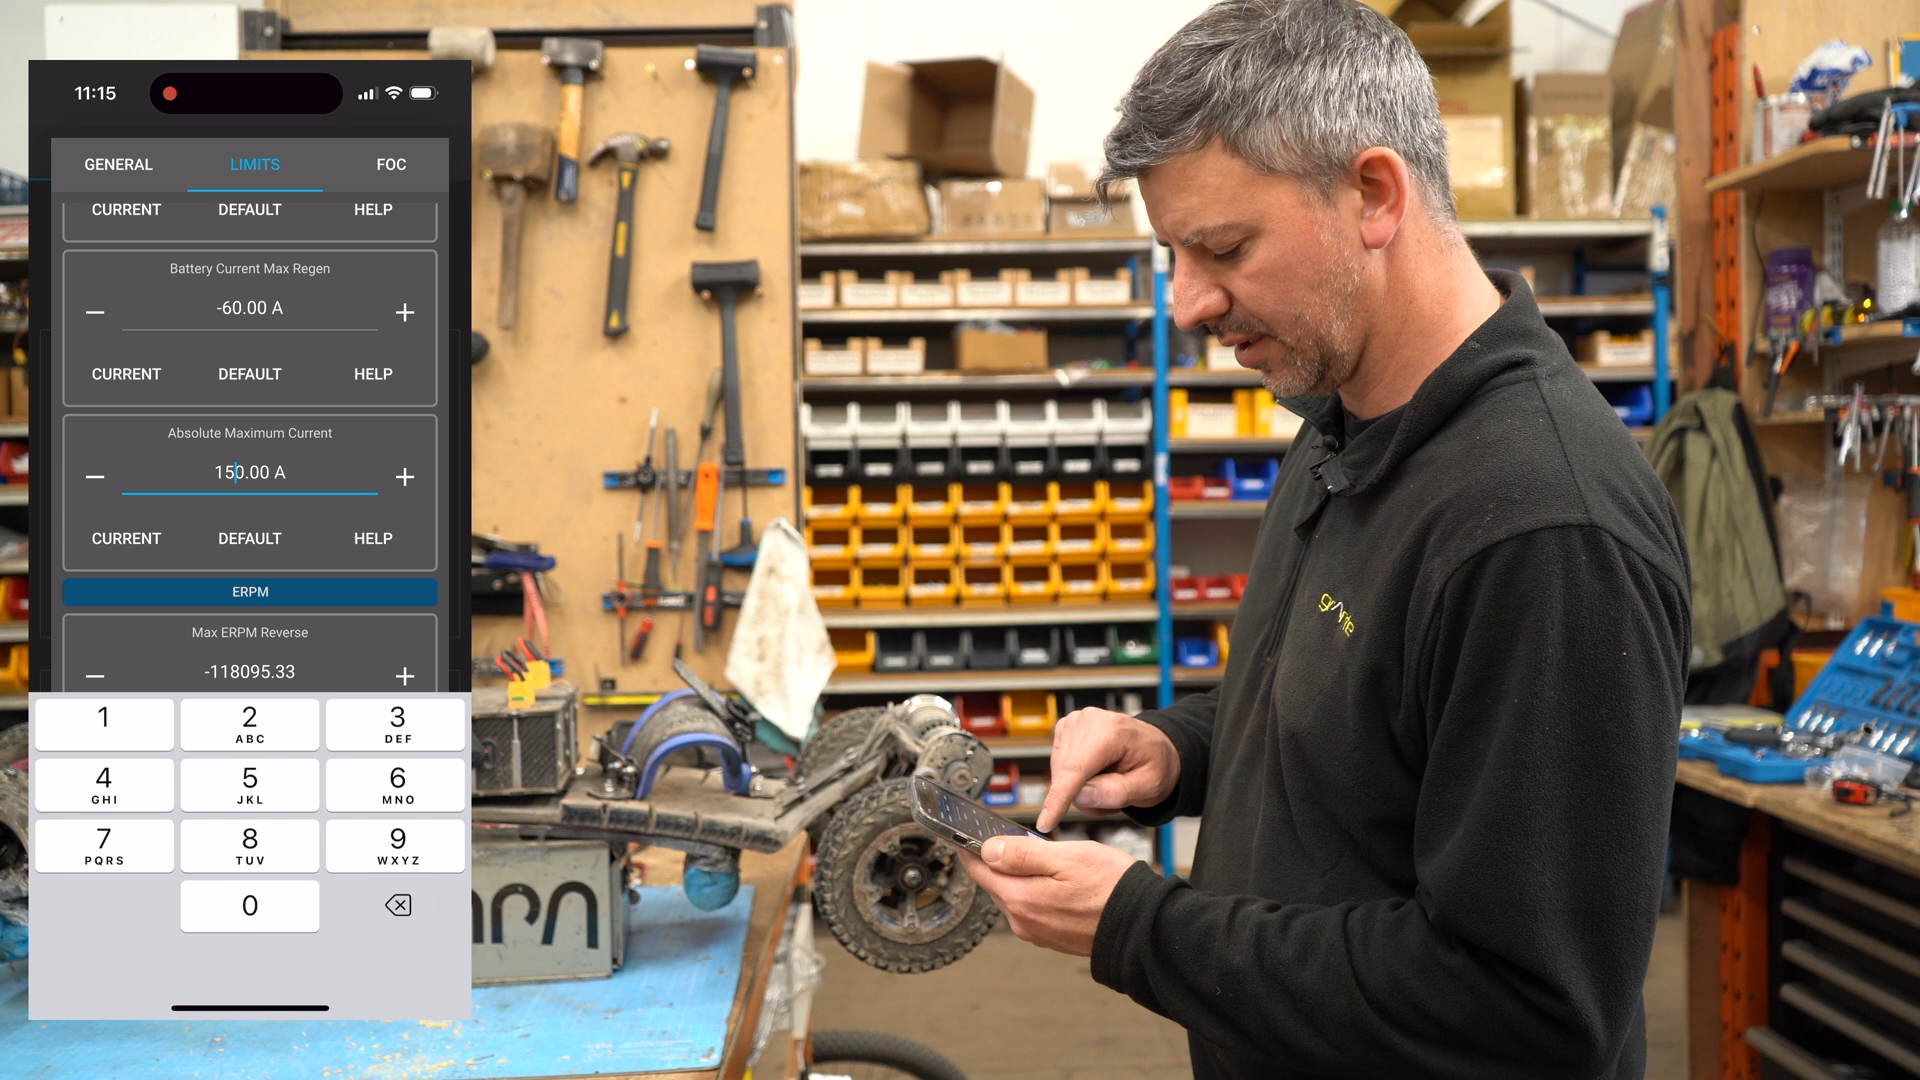 11:15
GENERAL LIMITS FOC
CURRENT DEFAULT HELP
Battery Current Max Regen
− -60.00 A +
CURRENT DEFAULT HELP
Absolute Maximum Current
− 150.00 A +
CURRENT DEFAULT HELP
ERPM
Max ERPM Reverse
− -118095.33 +
1 2 3
ABC DEF
4 5 6
GHI JKL MNO
7 8 9
PQRS TUV WXYZ
0